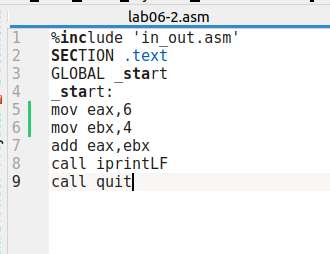 lab06-2.asm
1 %include 'in_out.asm'
2 SECTION .text
3 GLOBAL _start
4 _start:
5 mov eax,6
6 mov ebx,4
7 add eax,ebx
8 call iprintLF
9 call quit